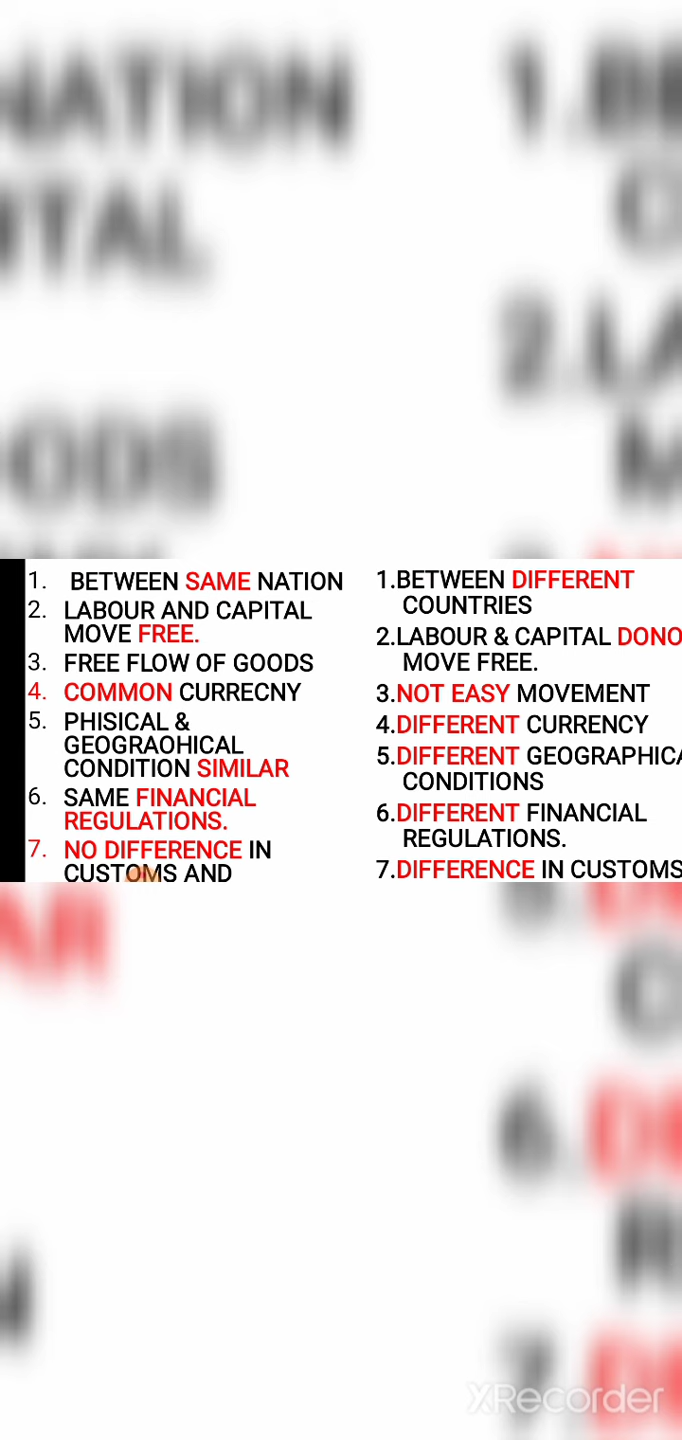 1. BETWEEN SAME NATION
2. LABOUR AND CAPITAL
MOVE FREE.
3. FREE FLOW OF GOODS
4. COMMON CURRECNY
5. PHISICAL &
GEOGRAOHICAL
CONDITION SIMILAR
6. SAME FINANCIAL
REGULATIONS.
7. NO DIFFERENCE IN
CUSTOMS AND
1.BETWEEN DIFFERENT
COUNTRIES
2.LABOUR & CAPITAL DONO
MOVE FREE.
3.NOT EASY MOVEMENT
4.DIFFERENT CURRENCY
5.DIFFERENT GEOGRAPHICA
CONDITIONS
6.DIFFERENT FINANCIAL
REGULATIONS.
7.DIFFERENCE IN CUSTOMS
XRecorder